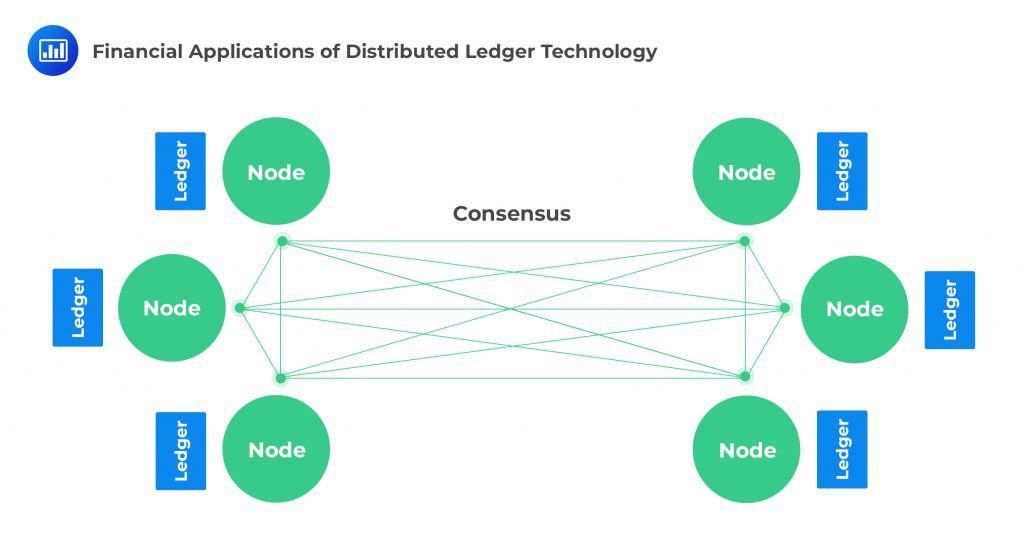 Financial Applications of Distributed Ledger Technology
Ledger
Node
Node
Ledger
Consensus
Ledger
Node
Node
Ledger
Ledger
Node
Node
Ledger